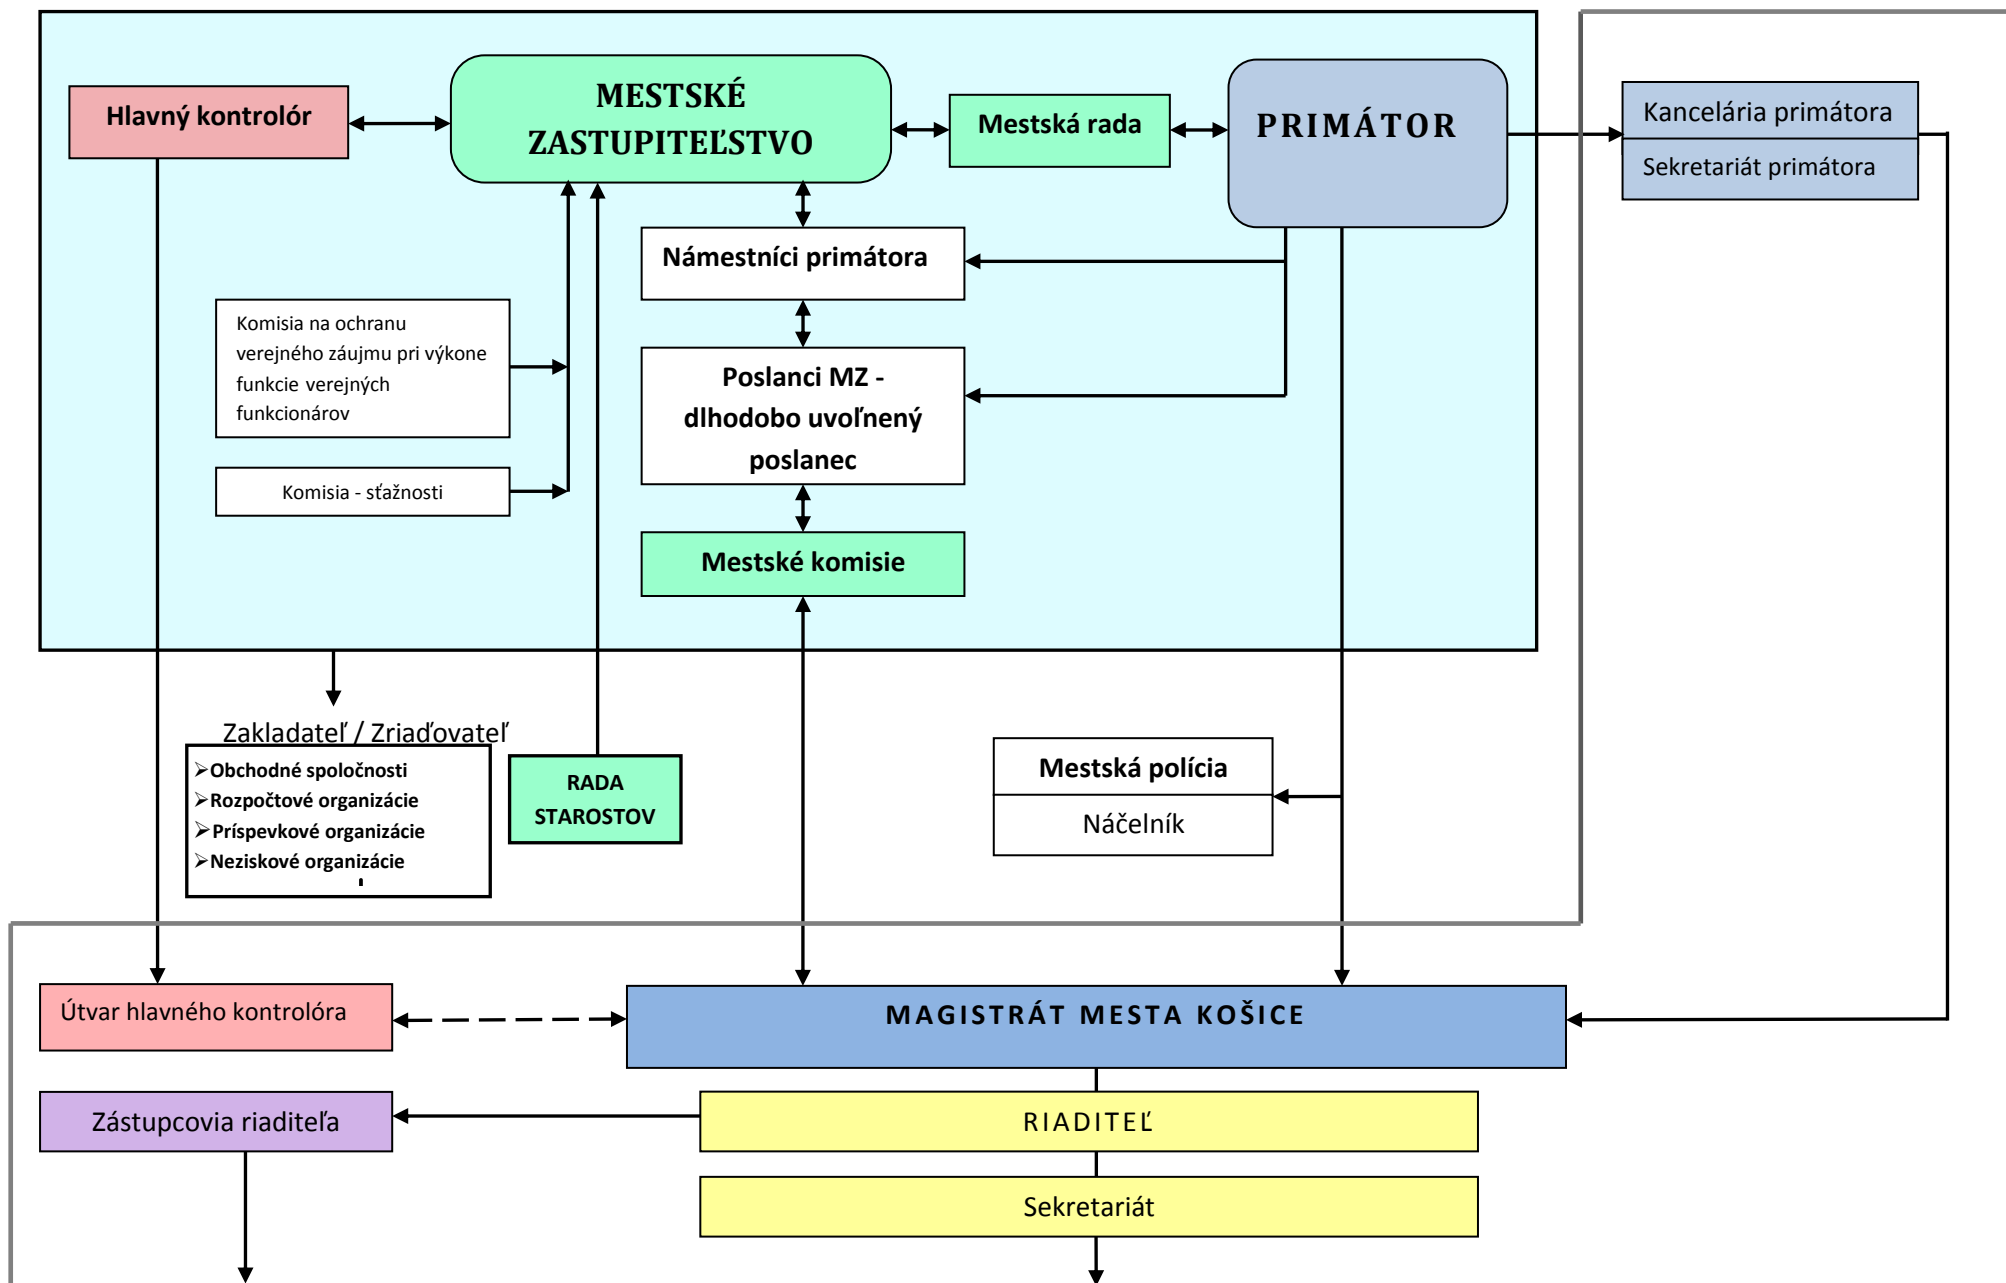 Hlavný kontrolór
MESTSKÉ
ZASTUPITEĽSTVO
Mestská rada
PRIMÁTOR
Kancelária primátora
Sekretariát primátora
Námestníci primátora
Komisia na ochranu
verejného záujmu pri výkone
funkcie verejných
funkcionárov
Poslanci MZ -
dlhodobo uvoľnený
poslanec
Komisia - sťažnosti
Mestské komisie
Zakladateľ / Zriaďovateľ
➢Obchodné spoločnosti
➢Rozpočtové organizácie
➢Príspevkové organizácie
➢Neziskové organizácie
RADA
STAROSTOV
Mestská polícia
Náčelník
Útvar hlavného kontrolóra
MAGISTRÁT MESTA KOŠICE
Zástupcovia riaditeľa
RIADITEĽ
Sekretariát